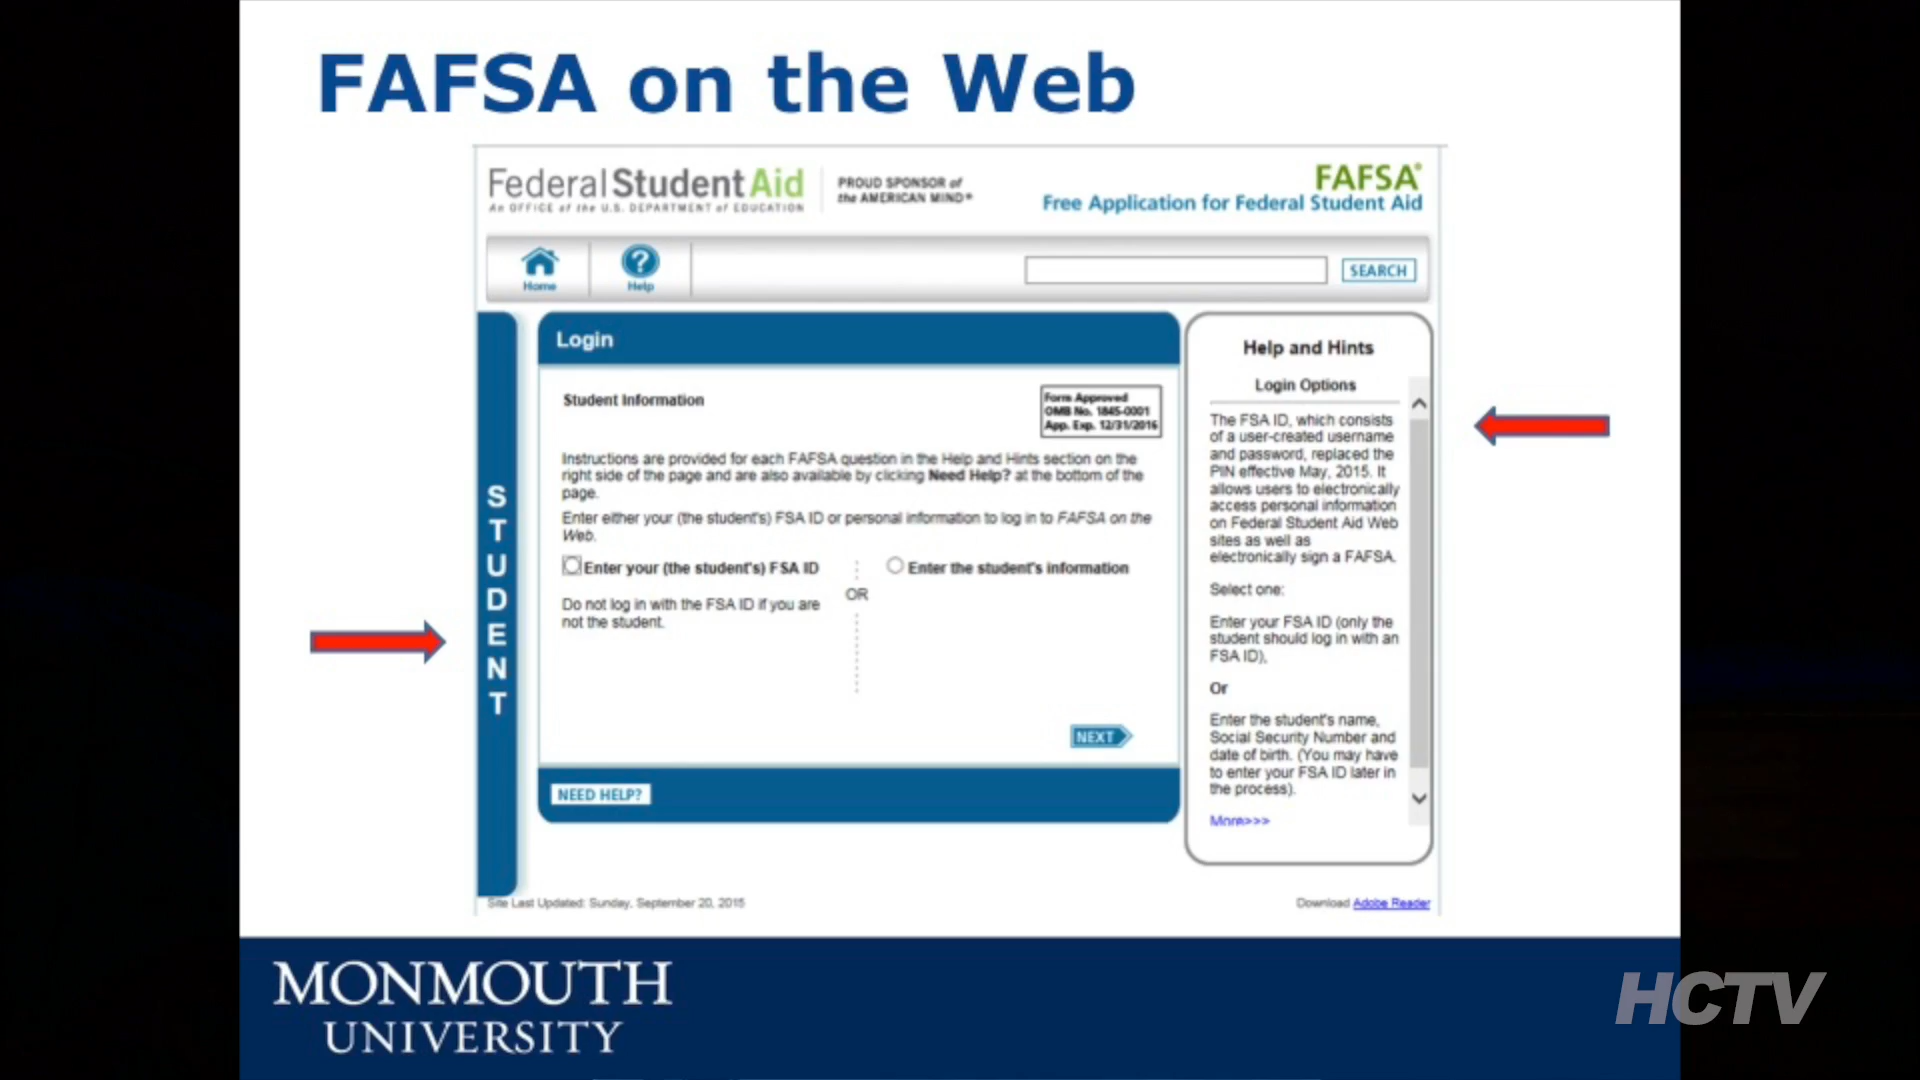 FAFSA on the Web
Federal Student Aid
An OFFICE of the U.S. DEPARTMENT of EDUCATION
PROUD SPONSOR of
the AMERICAN MIND®
FAFSA®
Free Application for Federal Student Aid
Home
Help
SEARCH
STUDENT
Login
Student Information
Form Approved
OMB No. 1845-0001
App. Exp. 12/31/2016
Instructions are provided for each FAFSA question in the Help and Hints section on the
right side of the page and are also available by clicking Need Help? at the bottom of the
page.
Enter either your (the student's) FSA ID or personal information to log in to FAFSA on the
Web.
Enter your (the student's) FSA ID
OR
Enter the student's information
Do not log in with the FSA ID if you are
not the student.
NEXT
NEED HELP?
Help and Hints
Login Options
The FSA ID, which consists
of a user-created username
and password, replaced the
PIN effective May, 2015. It
allows users to electronically
access personal information
on Federal Student Aid Web
sites as well as
electronically sign a FAFSA.
Select one:
Enter your FSA ID (only the
student should log in with an
FSA ID),
Or
Enter the student's name,
Social Security Number and
date of birth. (You may have
to enter your FSA ID later in
the process).
More>>>
Site Last Updated: Sunday, September 20, 2015
Download Adobe Reader
MONMOUTH
UNIVERSITY
HCTV